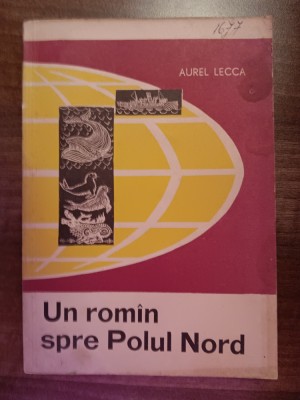 1677
AUREL LECCA
Un romîn
spre Polul Nord